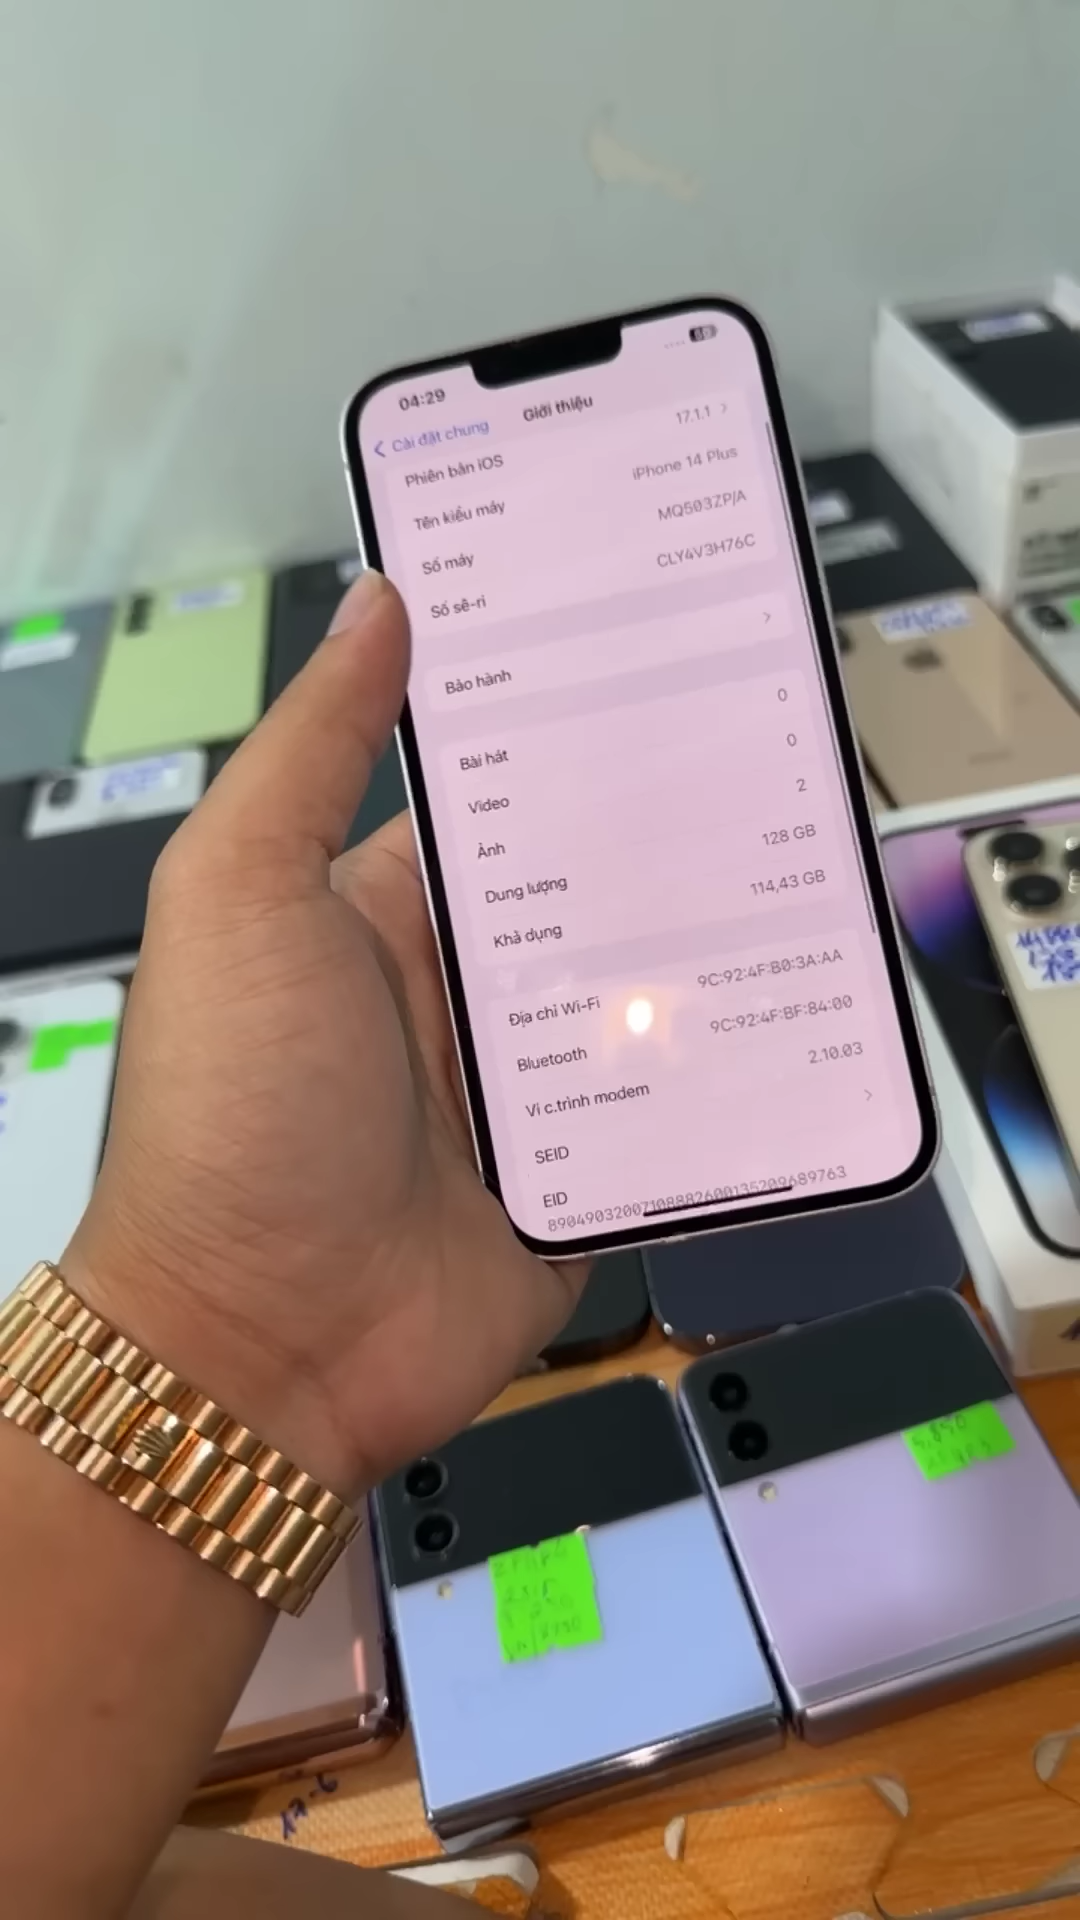 04:29
59
Cài đặt chung
Giới thiệu
Phiên bản iOS
17.1.1
Tên kiểu máy
iPhone 14 Plus
Số máy
MQ503ZP/A
Số sê-ri
CLY4V3H76C
Bảo hành
Bài hát
0
Video
0
Ảnh
2
Dung lượng
128 GB
Khả dụng
114,43 GB
Địa chỉ Wi-Fi
9C:92:4F:B0:3A:AA
Bluetooth
9C:92:4F:BF:84:00
Vi c.trình modem
2.10.03
SEID
EID
89049032007108882600135209689763